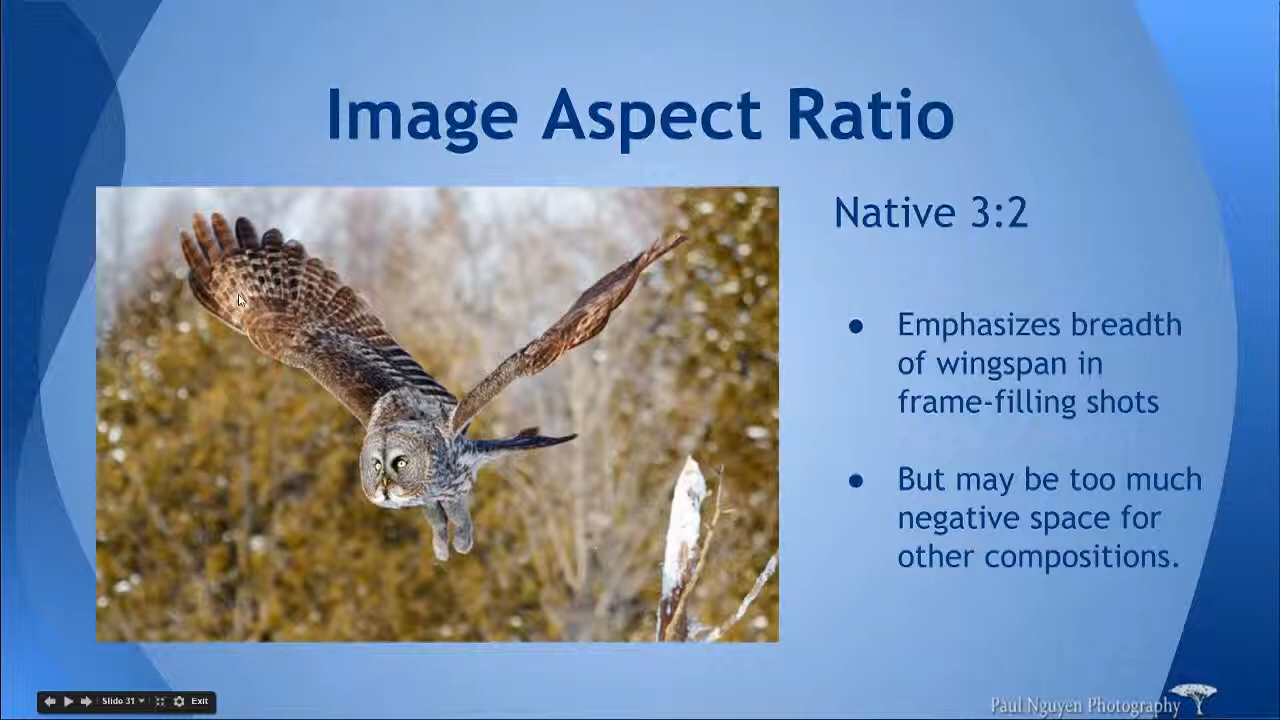 Image Aspect Ratio
Native 3:2
● Emphasizes breadth
of wingspan in
frame-filling shots
● But may be too much
negative space for
other compositions.
Slide 31 Exit
Paul Nguyen Photography